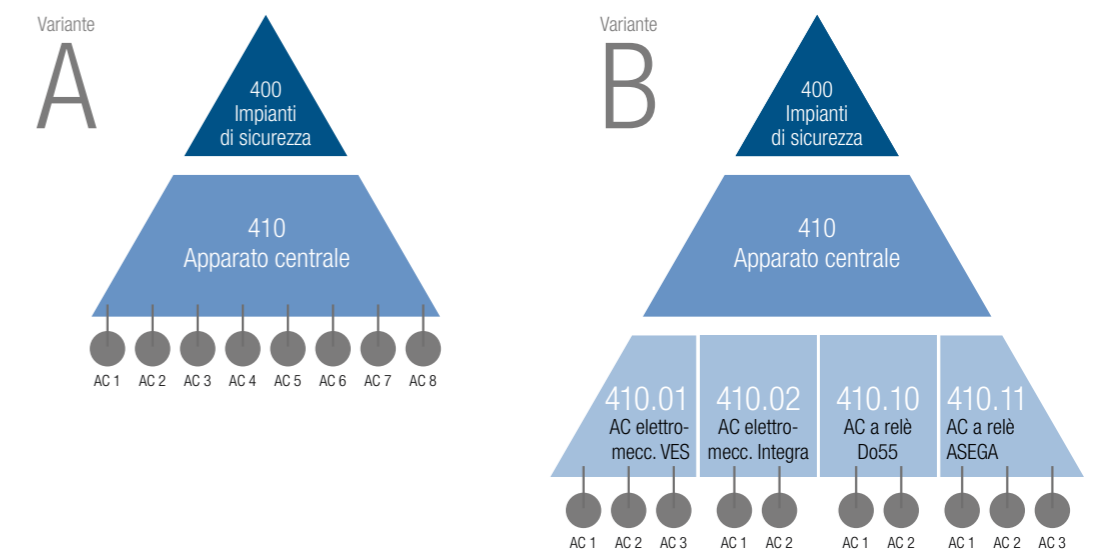 Variante
A
400
Impianti
di sicurezza
410
Apparato centrale
AC 1 AC 2 AC 3 AC 4 AC 5 AC 6 AC 7 AC 8
Variante
B
400
Impianti
di sicurezza
410
Apparato centrale
410.01
AC elettro-
mecc. VES
410.02
AC elettro-
mecc. Integra
410.10
AC a relè
Do55
410.11
AC a relè
ASEGA
AC 1 AC 2 AC 3 AC 1 AC 2 AC 1 AC 2 AC 1 AC 2 AC 3